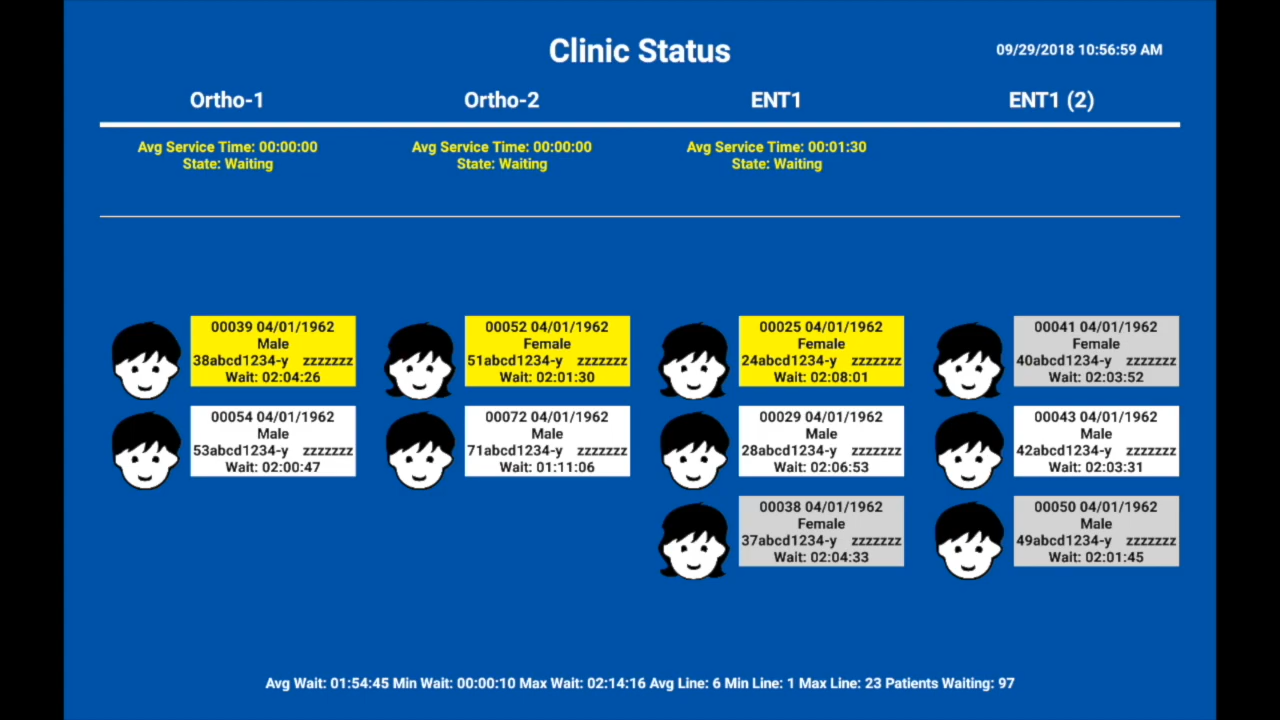 Clinic Status
09/29/2018 10:56:59 AM
Ortho-1
Ortho-2
ENT1
ENT1 (2)
Avg Service Time: 00:00:00
State: Waiting
Avg Service Time: 00:00:00
State: Waiting
Avg Service Time: 00:01:30
State: Waiting
00039 04/01/1962
Male
38abcd1234-y zzzzzzz
Wait: 02:04:26
00052 04/01/1962
Female
51abcd1234-y zzzzzzz
Wait: 02:01:30
00025 04/01/1962
Female
24abcd1234-y zzzzzzz
Wait: 02:08:01
00041 04/01/1962
Female
40abcd1234-y zzzzzzz
Wait: 02:03:52
00054 04/01/1962
Male
53abcd1234-y zzzzzzz
Wait: 02:00:47
00072 04/01/1962
Male
71abcd1234-y zzzzzzz
Wait: 01:11:06
00029 04/01/1962
Male
28abcd1234-y zzzzzzz
Wait: 02:06:53
00043 04/01/1962
Male
42abcd1234-y zzzzzzz
Wait: 02:03:31
00038 04/01/1962
Female
37abcd1234-y zzzzzzz
Wait: 02:04:33
00050 04/01/1962
Male
49abcd1234-y zzzzzzz
Wait: 02:01:45
Avg Wait: 01:54:45 Min Wait: 00:00:10 Max Wait: 02:14:16 Avg Line: 6 Min Line: 1 Max Line: 23 Patients Waiting: 97